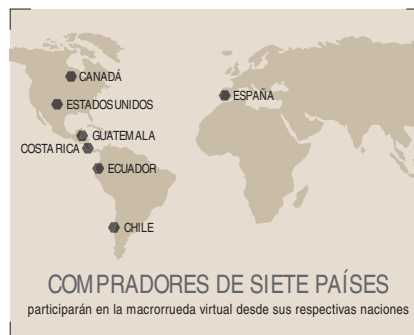 CANADÁ
ESTADOS UNIDOS
ESPAÑA
GUATEMALA
COSTA RICA
ECUADOR
CHILE
COMPRADORES DE SIETE PAÍSES
participarán en la macrorrueda virtual desde sus respectivas naciones